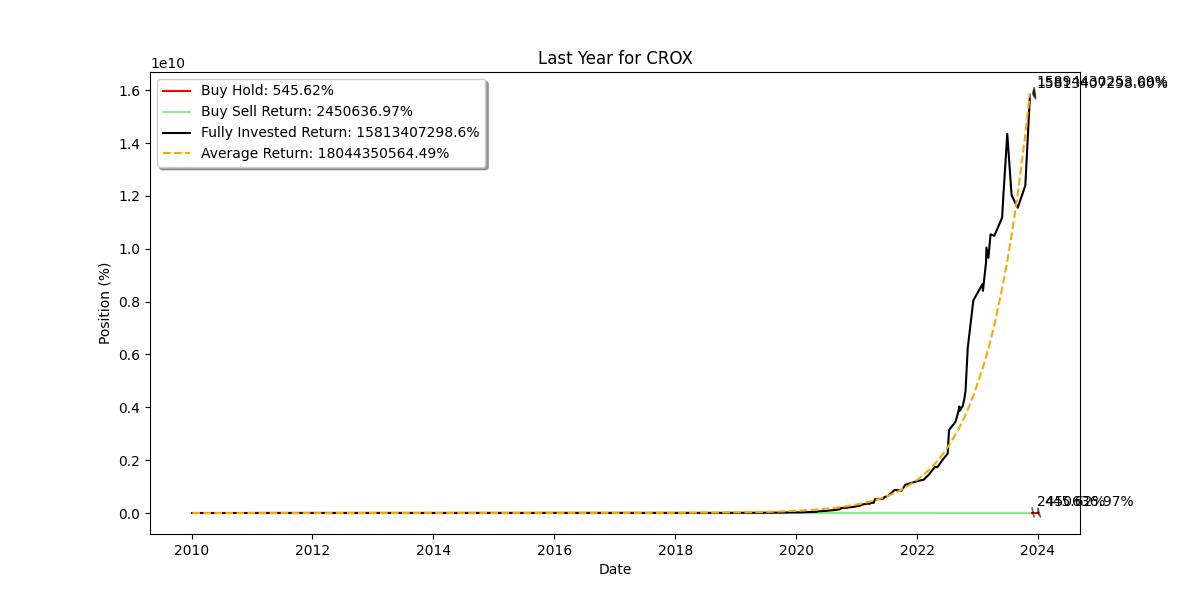 Last Year for CROX
1e10
Buy Hold: 545.62%
Buy Sell Return: 2450636.97%
Fully Invested Return: 15813407298.6%
Average Return: 18044350564.49%
1.6
1.4
1.2
1.0
0.8
0.6
0.4
0.2
0.0
Position (%)
2010
2012
2014
2016
2018
2020
2022
2024
Date